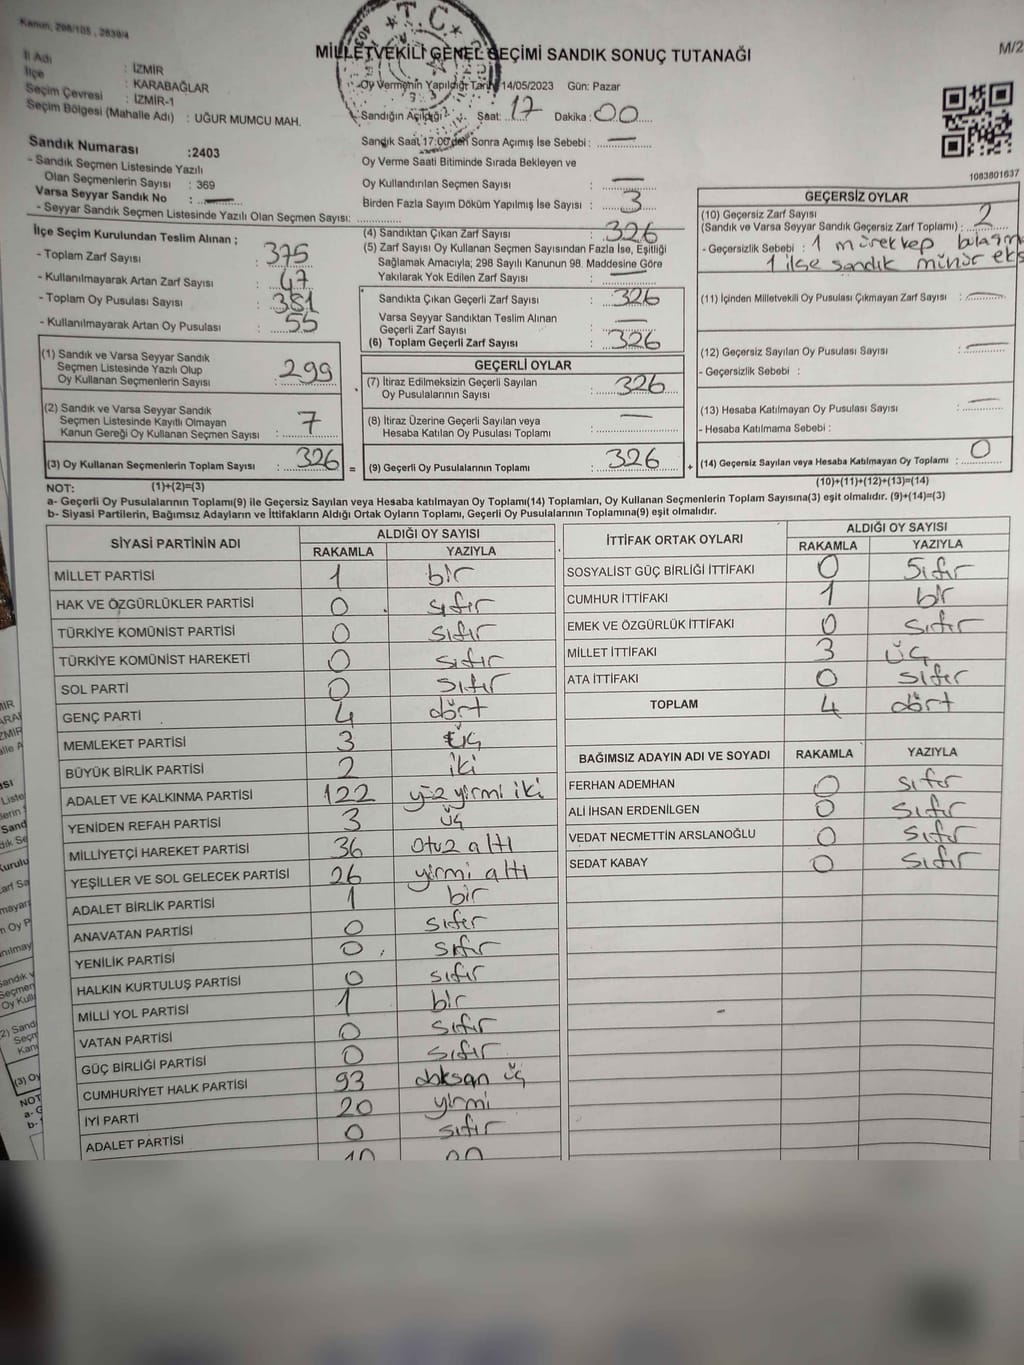 Kanun, 298/105 , 2839/4
T.C.
MİLLETVEKİLİ GENEL SEÇİMİ SANDIK SONUÇ TUTANAĞI
M/2
İl Adı : İZMİR
İlçe : KARABAĞLAR
Seçim Çevresi : İZMİR-1
Seçim Bölgesi (Mahalle Adı) : UĞUR MUMCU MAH.
Oy Vermenin Yapıldığı Tarih 14/05/2023 Gün: Pazar
Sandığın Açıldığı Saat: 17 Dakika : 00
Sandık Saat 17:00'den Sonra Açımış İse Sebebi : —
Oy Verme Saati Bitiminde Sırada Bekleyen ve
Oy Kullandırılan Seçmen Sayısı : —
Birden Fazla Sayım Döküm Yapılmış İse Sayısı : 3
1083801637
Sandık Numarası : 2403
- Sandık Seçmen Listesinde Yazılı
Olan Seçmenlerin Sayısı : 369
Varsa Seyyar Sandık No : —
- Seyyar Sandık Seçmen Listesinde Yazılı Olan Seçmen Sayısı:
İlçe Seçim Kurulundan Teslim Alınan ;
- Toplam Zarf Sayısı : 375
- Kullanılmayarak Artan Zarf Sayısı : 47
- Toplam Oy Pusulası Sayısı : 381
- Kullanılmayarak Artan Oy Pusulası : 55
(1) Sandık ve Varsa Seyyar Sandık
Seçmen Listesinde Yazılı Olup
Oy Kullanan Seçmenlerin Sayısı : 299
(2) Sandık ve Varsa Seyyar Sandık
Seçmen Listesinde Kayıtlı Olmayan
Kanun Gereği Oy Kullanan Seçmen Sayısı : 7
(3) Oy Kullanan Seçmenlerin Toplam Sayısı : 326
(4) Sandıktan Çıkan Zarf Sayısı : 326
(5) Zarf Sayısı Oy Kullanan Seçmen Sayısından Fazla İse, Eşitliği
Sağlamak Amacıyla; 298 Sayılı Kanunun 98. Maddesine Göre
Yakılarak Yok Edilen Zarf Sayısı : —
Sandıkta Çıkan Geçerli Zarf Sayısı : 326
Varsa Seyyar Sandıktan Teslim Alınan
Geçerli Zarf Sayısı : —
(6) Toplam Geçerli Zarf Sayısı : 326
GEÇERLİ OYLAR
(7) İtiraz Edilmeksizin Geçerli Sayılan
Oy Pusulalarının Sayısı : 326
(8) İtiraz Üzerine Geçerli Sayılan veya
Hesaba Katılan Oy Pusulası Toplamı : —
= (9) Geçerli Oy Pusulalarının Toplamı : 326
GEÇERSİZ OYLAR
(10) Geçersiz Zarf Sayısı
(Sandık ve Varsa Seyyar Sandık Geçersiz Zarf Toplamı) : 2
- Geçersizlik Sebebi : 1 mürekkep
1 ilçe sandık mühür
(11) İçinden Milletvekili Oy Pusulası Çıkmayan Zarf Sayısı : —
(12) Geçersiz Sayılan Oy Pusulası Sayısı : —
- Geçersizlik Sebebi :
(13) Hesaba Katılmayan Oy Pusulası Sayısı : —
- Hesaba Katılmama Sebebi :
+ (14) Geçersiz Sayılan veya Hesaba Katılmayan Oy Toplamı : 0
NOT: (1)+(2)=(3)
(10)+(11)+(12)+(13)=(14)
a- Geçerli Oy Pusulalarının Toplamı(9) ile Geçersiz Sayılan veya Hesaba katılmayan Oy Toplamı(14) Toplamları, Oy Kullanan Seçmenlerin Toplam Sayısına(3) eşit olmalıdır. (9)+(14)=(3)
b- Siyasi Partilerin, Bağımsız Adayların ve İttifakların Aldığı Ortak Oyların Toplamı, Geçerli Oy Pusulalarının Toplamına(9) eşit olmalıdır.
SİYASİ PARTİNİN ADI
ALDIĞI OY SAYISI
RAKAMLA YAZIYLA
MİLLET PARTİSİ 1 bir
HAK VE ÖZGÜRLÜKLER PARTİSİ 0 sıfır
TÜRKİYE KOMÜNİST PARTİSİ 0 sıfır
TÜRKİYE KOMÜNİST HAREKETİ 0 sıfır
SOL PARTİ 0 sıfır
GENÇ PARTİ 4 dört
MEMLEKET PARTİSİ 3 üç
BÜYÜK BİRLİK PARTİSİ 2 iki
ADALET VE KALKINMA PARTİSİ 122 yüz yirmi iki
YENİDEN REFAH PARTİSİ 3 üç
MİLLİYETÇİ HAREKET PARTİSİ 36 Otuz altı
YEŞİLLER VE SOL GELECEK PARTİSİ 26 yirmi altı
ADALET BİRLİK PARTİSİ 1 bir
ANAVATAN PARTİSİ 0 sıfır
YENİLİK PARTİSİ 0 sıfır
HALKIN KURTULUŞ PARTİSİ 0 sıfır
MİLLİ YOL PARTİSİ 1 bir
VATAN PARTİSİ 0 sıfır
GÜÇ BİRLİĞİ PARTİSİ 0 sıfır
CUMHURİYET HALK PARTİSİ 93 doksan üç
İYİ PARTİ 20 yirmi
ADALET PARTİSİ 0 sıfır
İTTİFAK ORTAK OYLARI
ALDIĞI OY SAYISI
RAKAMLA YAZIYLA
SOSYALİST GÜÇ BİRLİĞİ İTTİFAKI 0 Sıfır
CUMHUR İTTİFAKI 1 bir
EMEK VE ÖZGÜRLÜK İTTİFAKI 0 sıfır
MİLLET İTTİFAKI 3 üç
ATA İTTİFAKI 0 sıfır
TOPLAM 4 dört
BAĞIMSIZ ADAYIN ADI VE SOYADI RAKAMLA YAZIYLA
FERHAN ADEMHAN 0 sıfır
ALİ İHSAN ERDENİLGEN 0 sıfır
VEDAT NECMETTİN ARSLANOĞLU 0 sıfır
SEDAT KABAY 0 sıfır